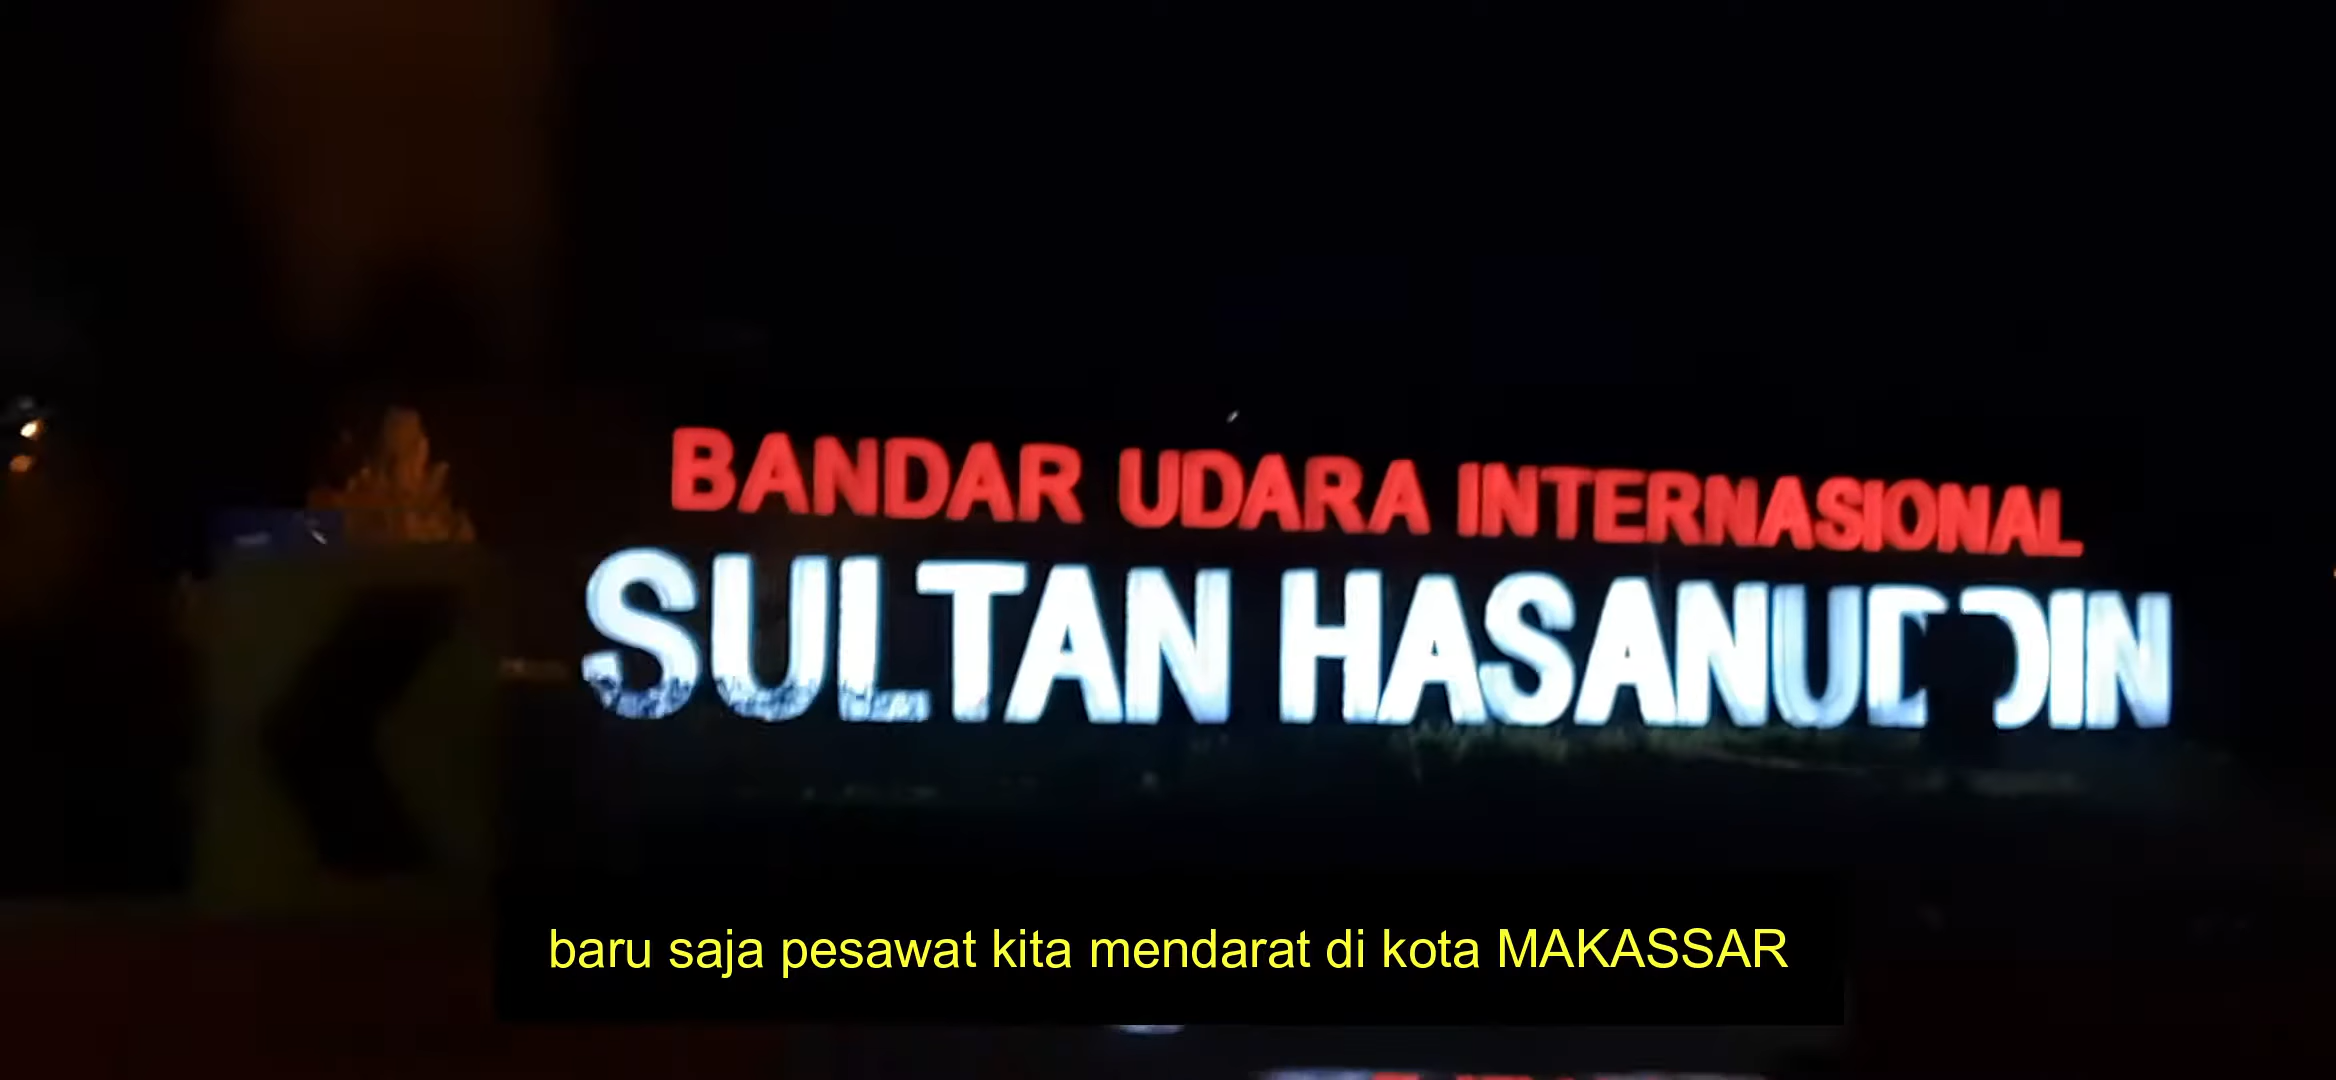 BANDAR UDARA INTERNASIONAL
SULTAN HASANUDDIN
baru saja pesawat kita mendarat di kota MAKASSAR